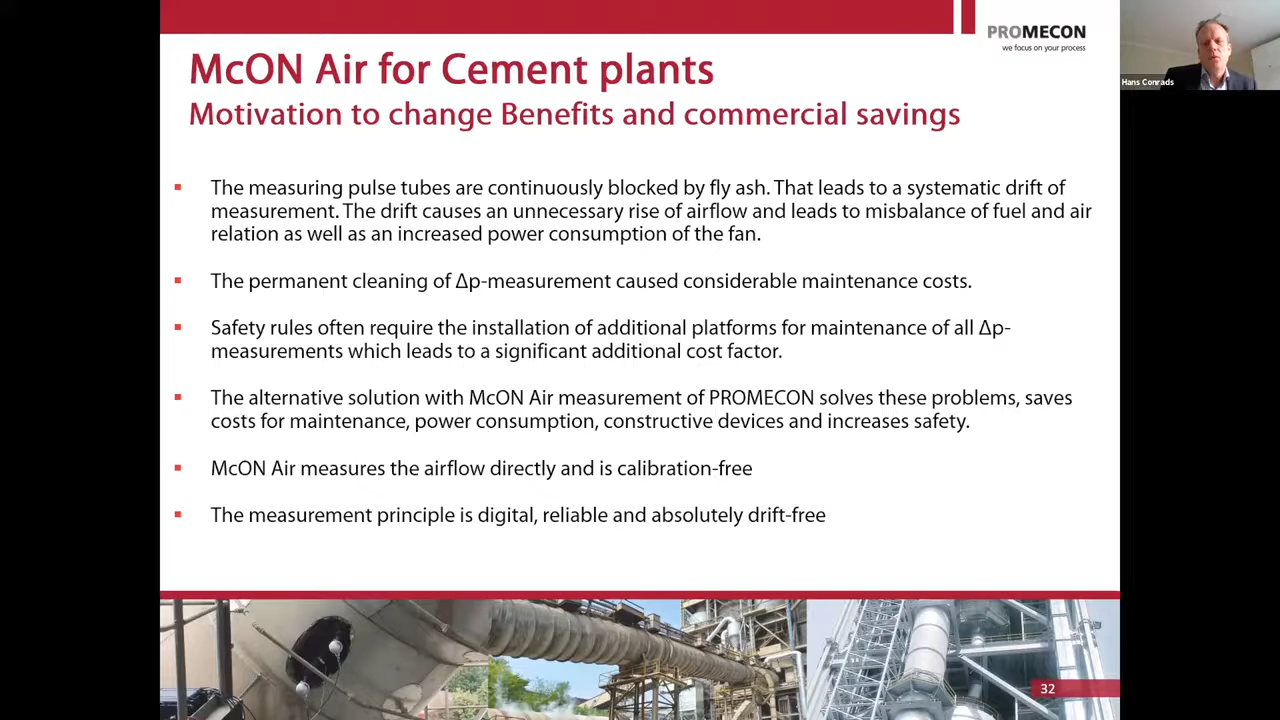 PROMECON
we focus on your process
Hans Conrads
McON Air for Cement plants
Motivation to change Benefits and commercial savings
The measuring pulse tubes are continuously blocked by fly ash. That leads to a systematic drift of
measurement. The drift causes an unnecessary rise of airflow and leads to misbalance of fuel and air
relation as well as an increased power consumption of the fan.
The permanent cleaning of Δp-measurement caused considerable maintenance costs.
Safety rules often require the installation of additional platforms for maintenance of all Δp-
measurements which leads to a significant additional cost factor.
The alternative solution with McON Air measurement of PROMECON solves these problems, saves
costs for maintenance, power consumption, constructive devices and increases safety.
McON Air measures the airflow directly and is calibration-free
The measurement principle is digital, reliable and absolutely drift-free
32